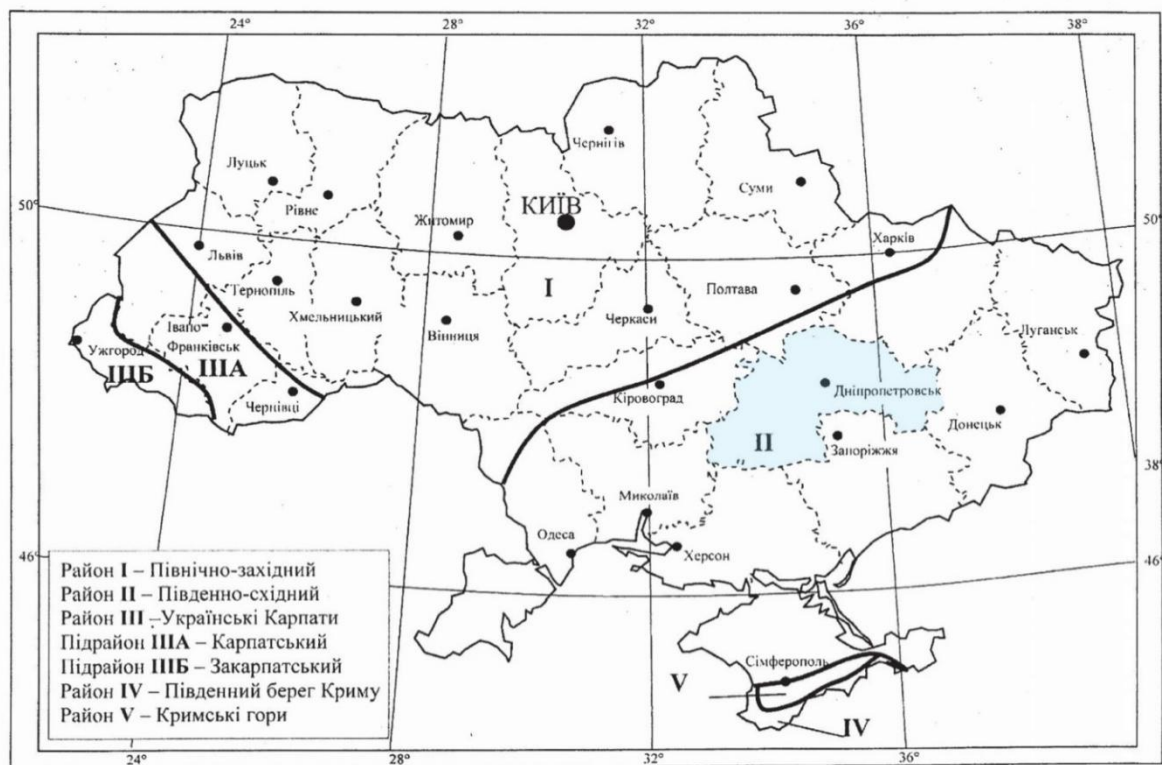 24°
28°
32°
36°
38°
Чернігів
Луцьк
Рівне
Суми
50°
КИЇВ
Житомир
50°
Львів
Харків
Тернопіль
I
Полтава
Хмельницький
Черкаси
Вінниця
Івано-
Франківськ
Луганськ
Ужгород
IIIА
IIIБ
Чернівці
Кіровоград
Дніпропетровськ
Донецьк
II
Запоріжжя
38°
Миколаїв
Одеса
Херсон
46°
46°
Район I – Північно-західний
Район II – Південно-східний
Район III –Українські Карпати
Підрайон IIIА – Карпатський
Підрайон IIIБ – Закарпатський
Район IV – Південний берег Криму
Район V – Кримські гори
Сімферополь
V
IV
24°
28°
32°
36°